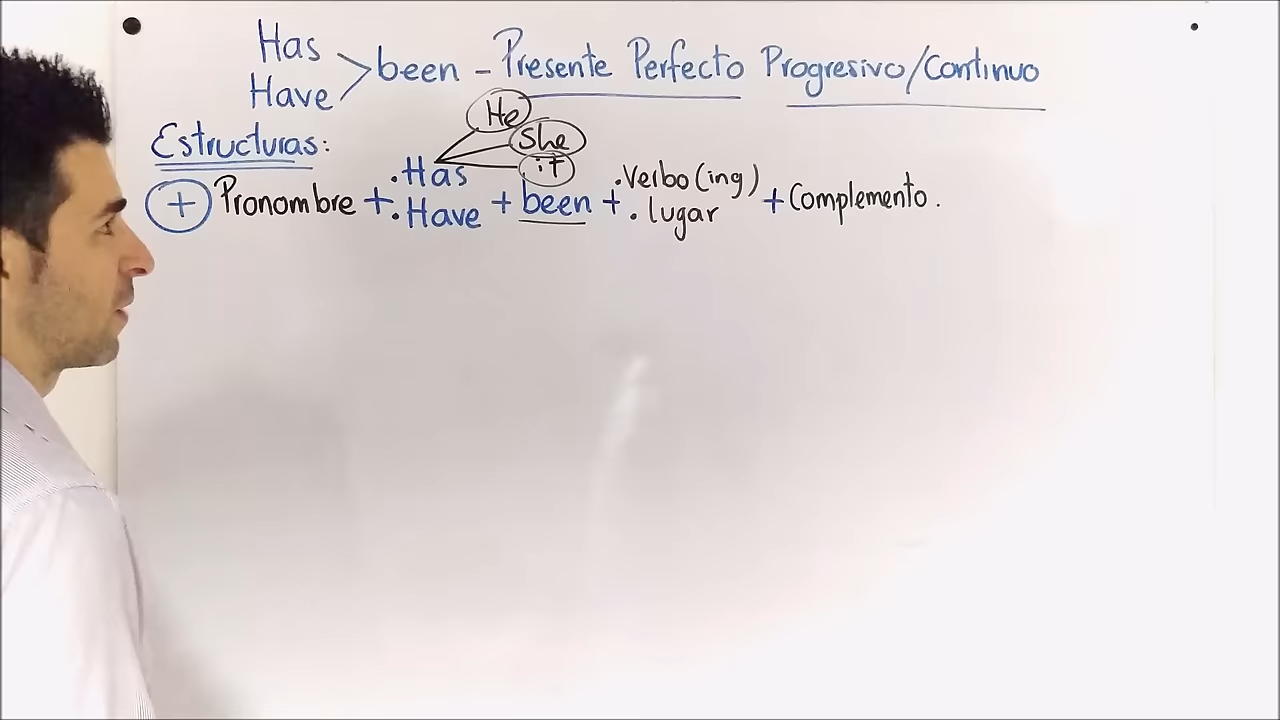 Has
Have > been - Presente Perfecto Progresivo/Continuo
Estructuras:
He
She
it
+ Pronombre + .Has .Have + been + .Verbo(ing) .lugar + Complemento.